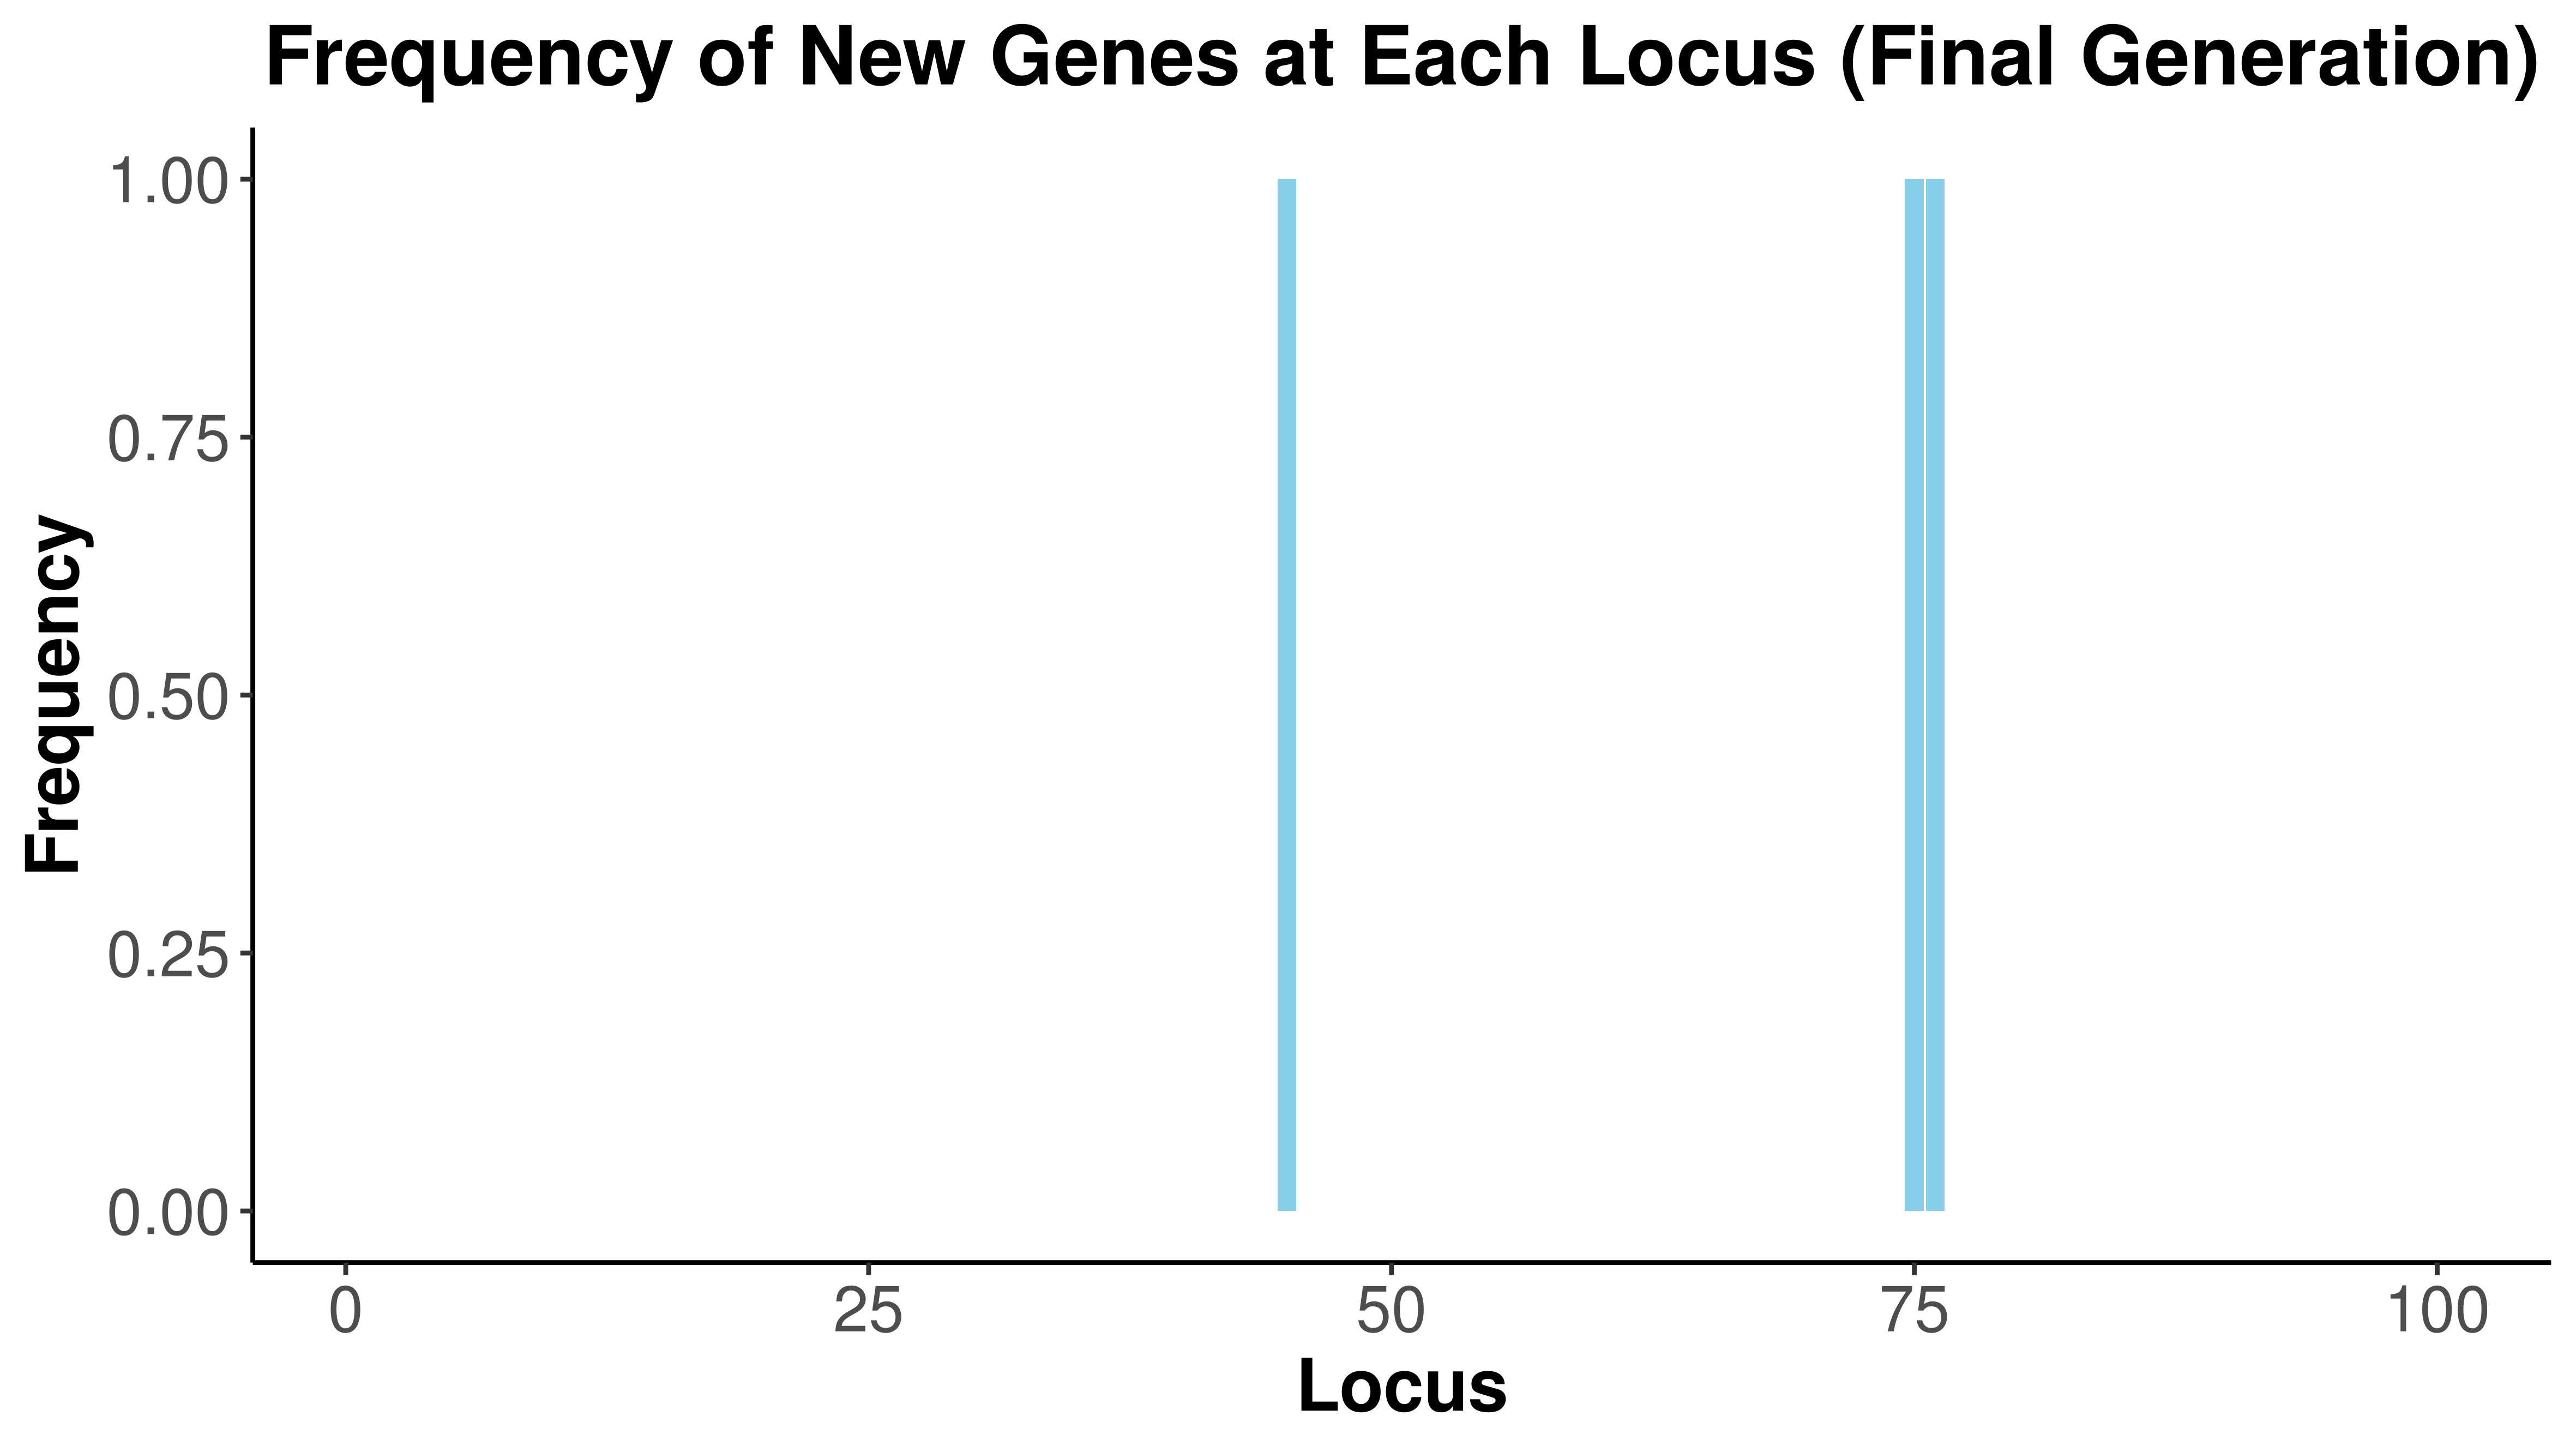 Frequency of New Genes at Each Locus (Final Generation)
1.00
0.75
0.50
0.25
0.00
Frequency
0 25 50 75 100
Locus